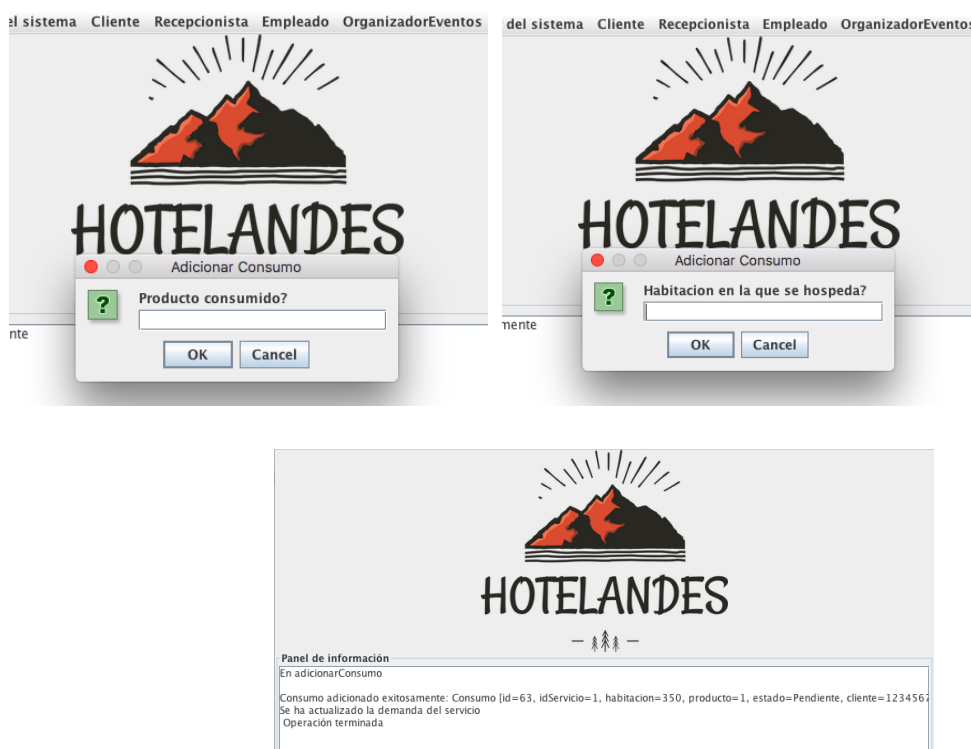 el sistema Cliente Recepcionista Empleado OrganizadorEventos
HOTELANDES
Adicionar Consumo
Producto consumido?
OK Cancel
nte
del sistema Cliente Recepcionista Empleado OrganizadorEventos
HOTELANDES
Adicionar Consumo
Habitacion en la que se hospeda?
OK Cancel
mente
HOTELANDES
Panel de información
En adicionarConsumo
Consumo adicionado exitosamente: Consumo [id=63, idServicio=1, habitacion=350, producto=1, estado=Pendiente, cliente=1234567
Se ha actualizado la demanda del servicio
Operación terminada